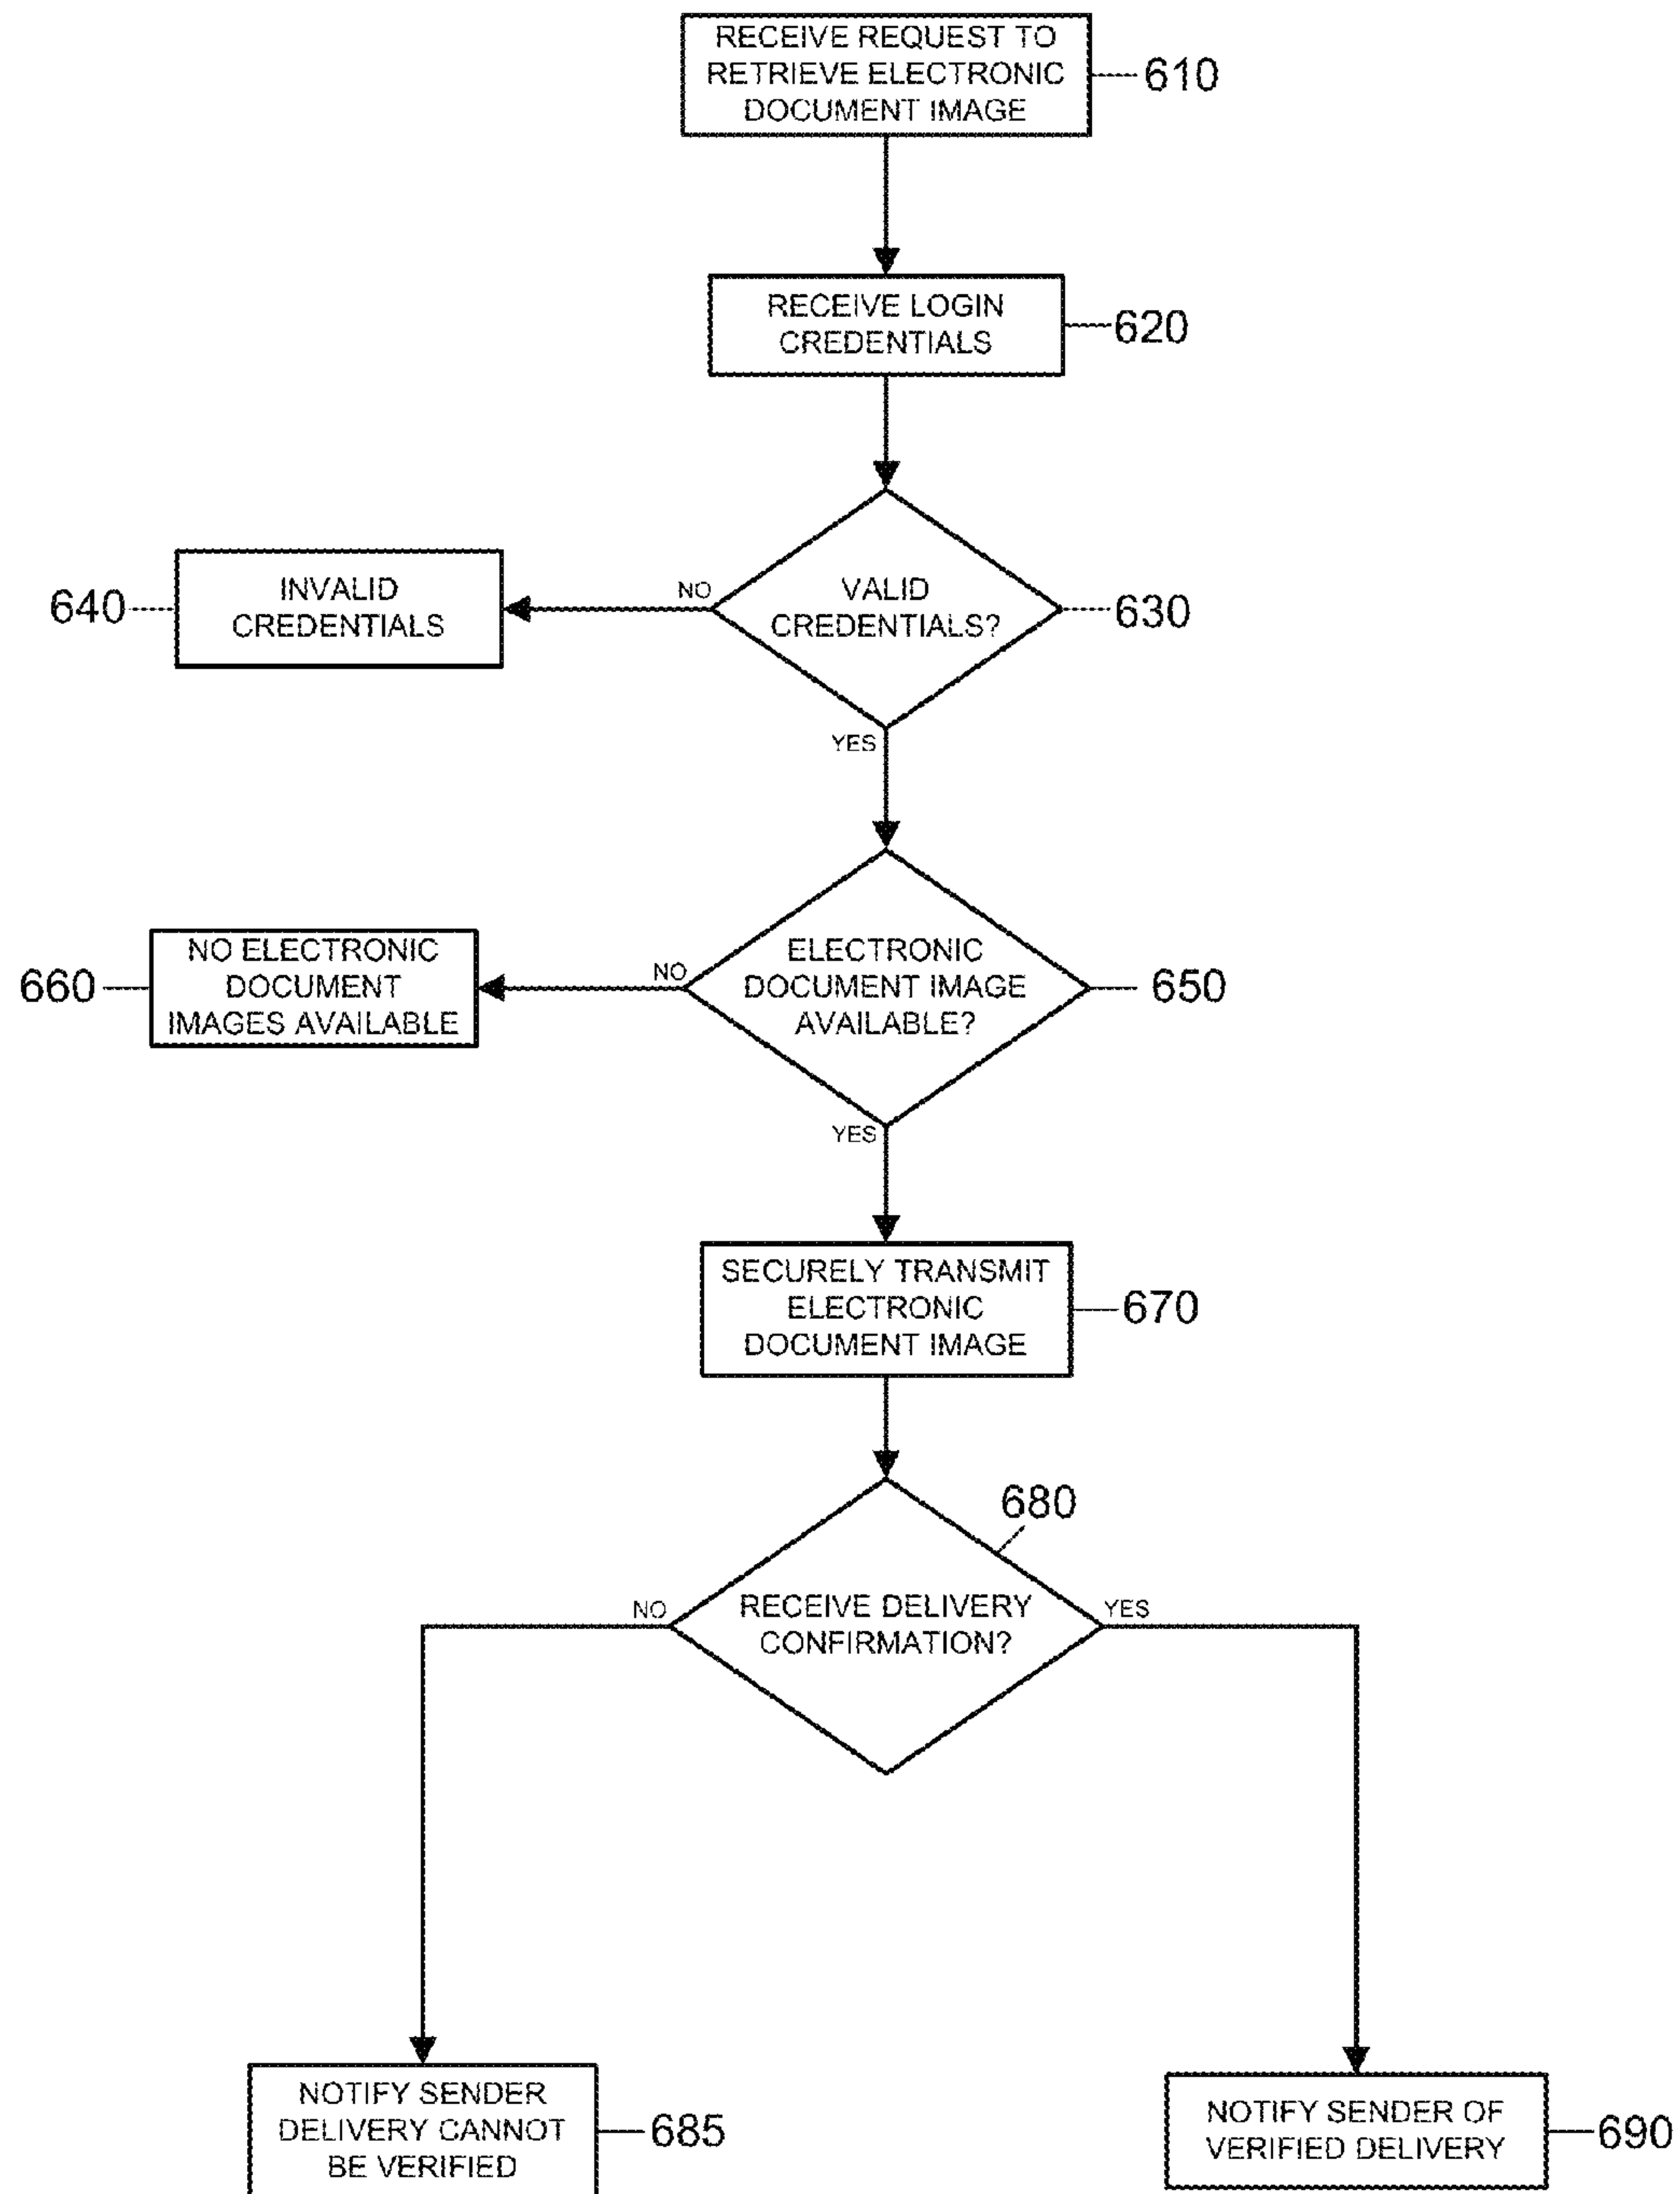 RECEIVE REQUEST TO
RETRIEVE ELECTRONIC
DOCUMENT IMAGE
610
RECEIVE LOGIN
CREDENTIALS
620
VALID
CREDENTIALS?
630
NO
INVALID
CREDENTIALS
640
YES
ELECTRONIC
DOCUMENT IMAGE
AVAILABLE?
650
NO
NO ELECTRONIC
DOCUMENT
IMAGES AVAILABLE
660
YES
SECURELY TRANSMIT
ELECTRONIC
DOCUMENT IMAGE
670
680
RECEIVE DELIVERY
CONFIRMATION?
NO
YES
NOTIFY SENDER
DELIVERY CANNOT
BE VERIFIED
685
NOTIFY SENDER OF
VERIFIED DELIVERY
690